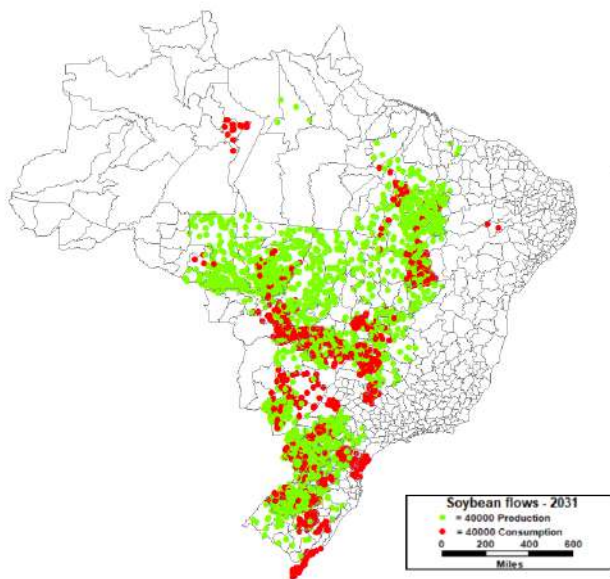 Soybean flows - 2031
= 40000 Production
= 40000 Consumption
0 200 400 600
Miles